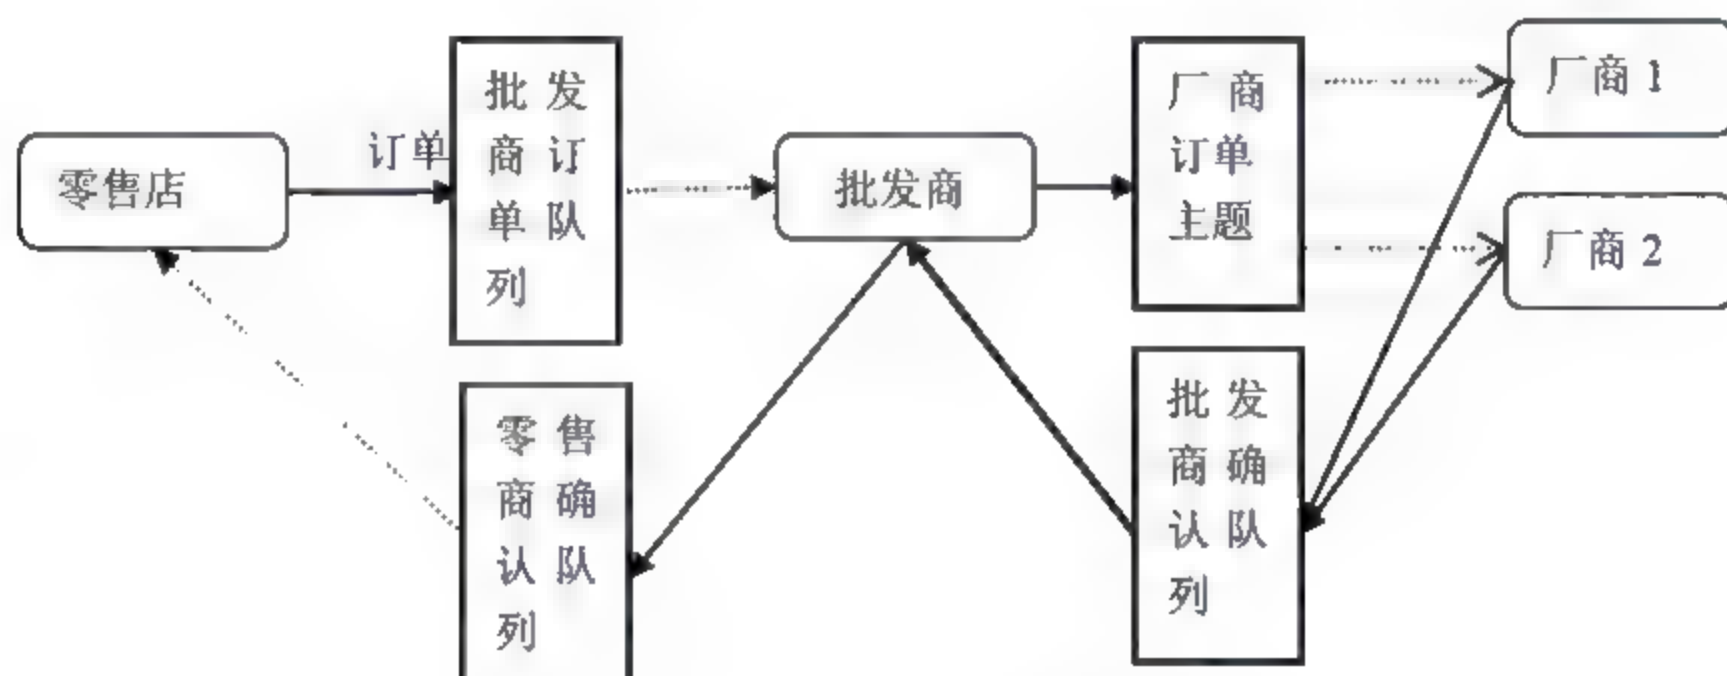 零售店
订单
批发
商订
单队
列
批发商
厂商
订单
主题
厂商 1
厂商 2
零售
商确
认队
列
批发
商确
认队
列